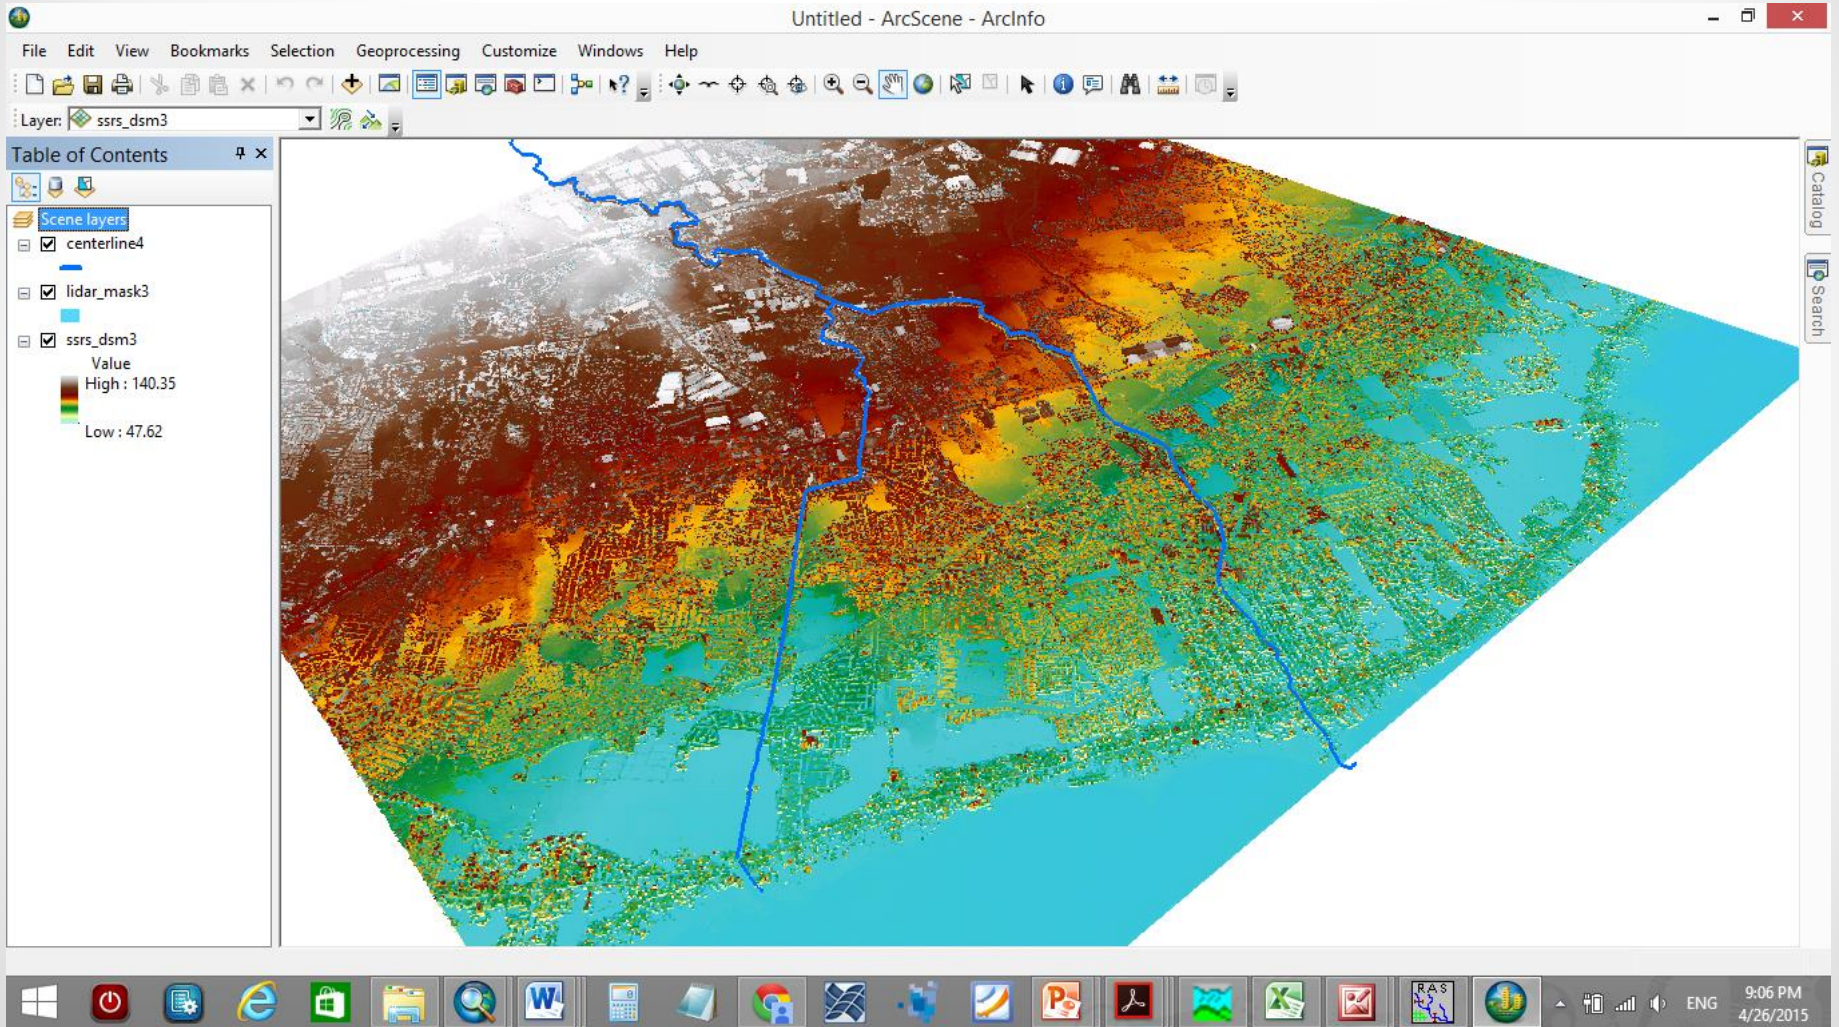 Untitled - ArcScene - ArcInfo
File Edit View Bookmarks Selection Geoprocessing Customize Windows Help
Layer: ssrs_dsm3
Table of Contents
Scene layers
centerline4
lidar_mask3
ssrs_dsm3
Value
High : 140.35
Low : 47.62
Catalog
Search
RAS
ENG
9:06 PM
4/26/2015